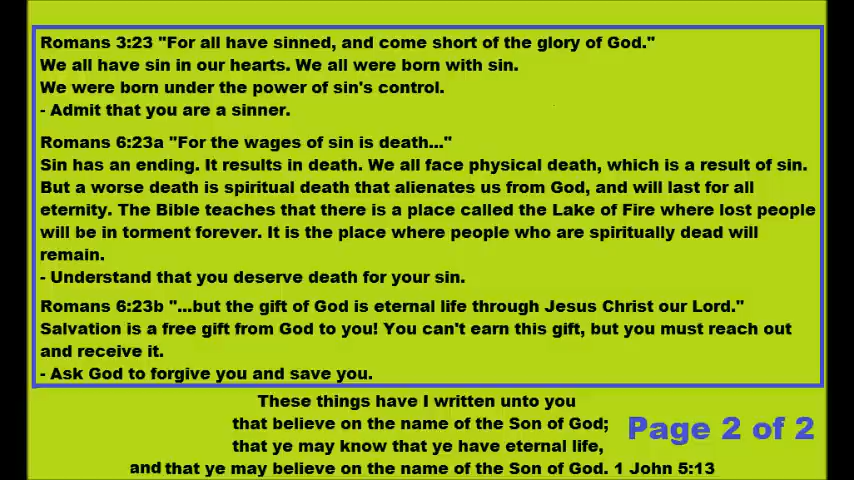 Romans 3:23 "For all have sinned, and come short of the glory of God."
We all have sin in our hearts. We all were born with sin.
We were born under the power of sin's control.
- Admit that you are a sinner.
Romans 6:23a "For the wages of sin is death..."
Sin has an ending. It results in death. We all face physical death, which is a result of sin.
But a worse death is spiritual death that alienates us from God, and will last for all
eternity. The Bible teaches that there is a place called the Lake of Fire where lost people
will be in torment forever. It is the place where people who are spiritually dead will
remain.
- Understand that you deserve death for your sin.
Romans 6:23b "...but the gift of God is eternal life through Jesus Christ our Lord."
Salvation is a free gift from God to you! You can't earn this gift, but you must reach out
and receive it.
- Ask God to forgive you and save you.
These things have I written unto you
that believe on the name of the Son of God;
that ye may know that ye have eternal life,
and that ye may believe on the name of the Son of God. 1 John 5:13
Page 2 of 2